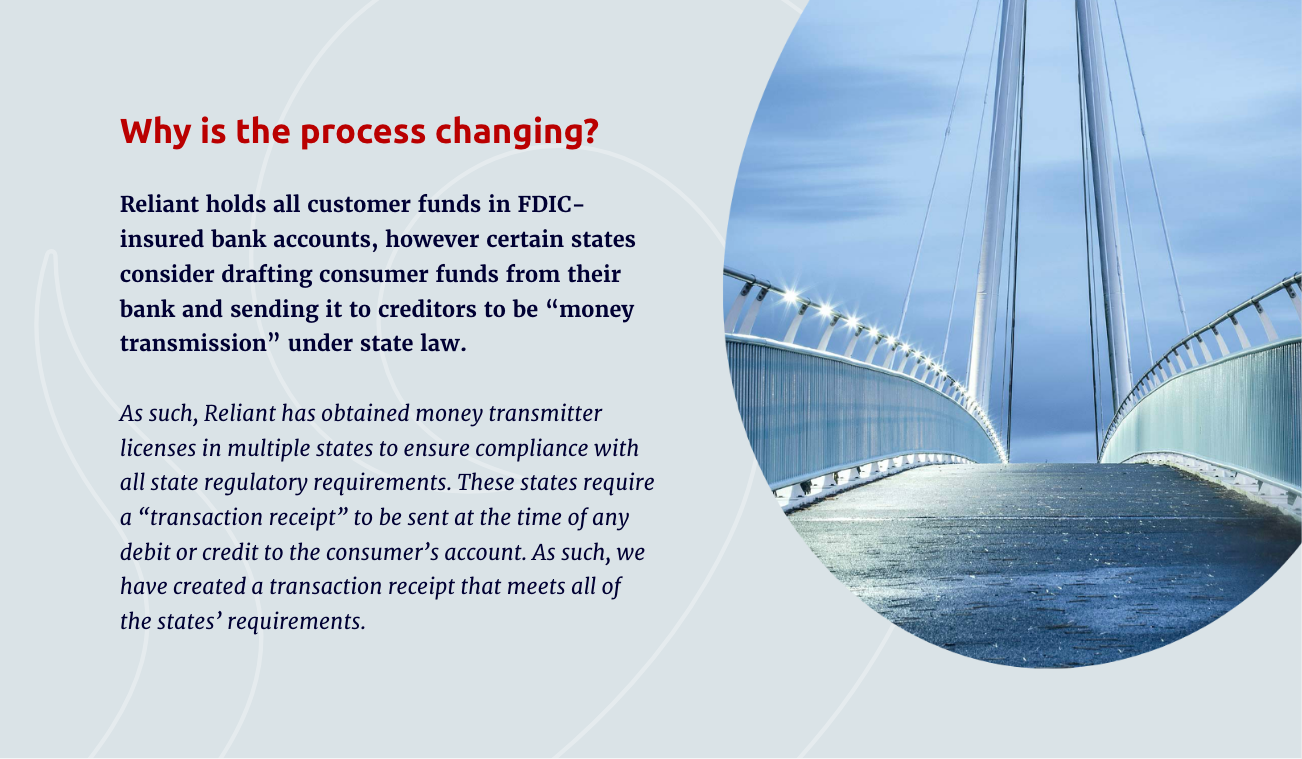 Why is the process changing?
Reliant holds all customer funds in FDIC-
insured bank accounts, however certain states
consider drafting consumer funds from their
bank and sending it to creditors to be “money
transmission” under state law.
As such, Reliant has obtained money transmitter
licenses in multiple states to ensure compliance with
all state regulatory requirements. These states require
a “transaction receipt” to be sent at the time of any
debit or credit to the consumer’s account. As such, we
have created a transaction receipt that meets all of
the states’ requirements.